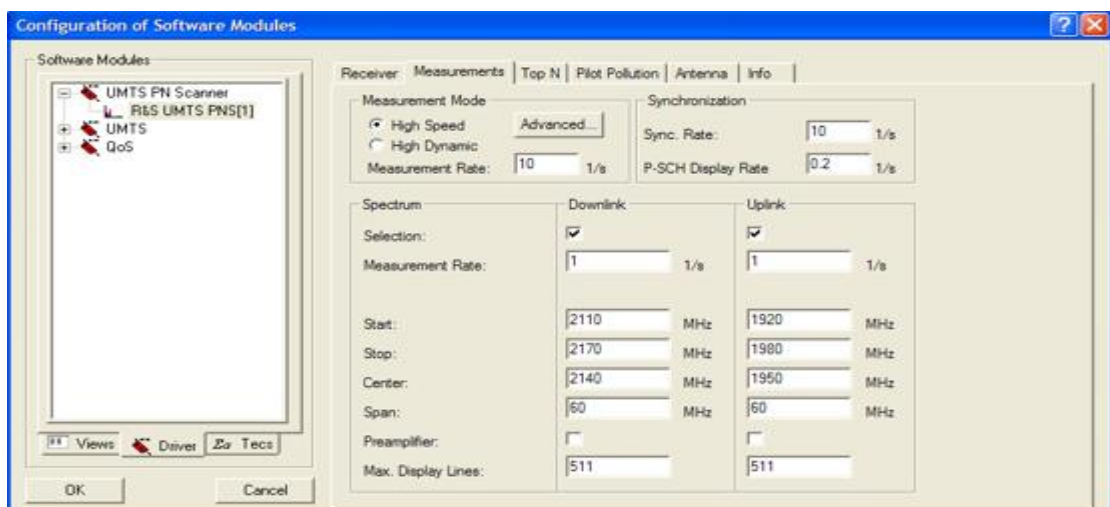 Configuration of Software Modules
Software Modules
UMTS PN Scanner
R&S UMTS PNS[1]
UMTS
QoS
Views
Driver
Tecs
OK
Cancel
Receiver
Measurements
Top N
Pilot Pollution
Antenna
Info
Measurement Mode
High Speed
Advanced...
High Dynamic
Measurement Rate: 10 1/s
Synchronization
Sync. Rate: 10 1/s
P-SCH Display Rate 0.2 1/s
Spectrum Downlink Uplink
Selection:
Measurement Rate: 1 1/s 1 1/s
Start: 2110 MHz 1920 MHz
Stop: 2170 MHz 1980 MHz
Center: 2140 MHz 1950 MHz
Span: 60 MHz 60 MHz
Preamplifier:
Max. Display Lines: 511 511